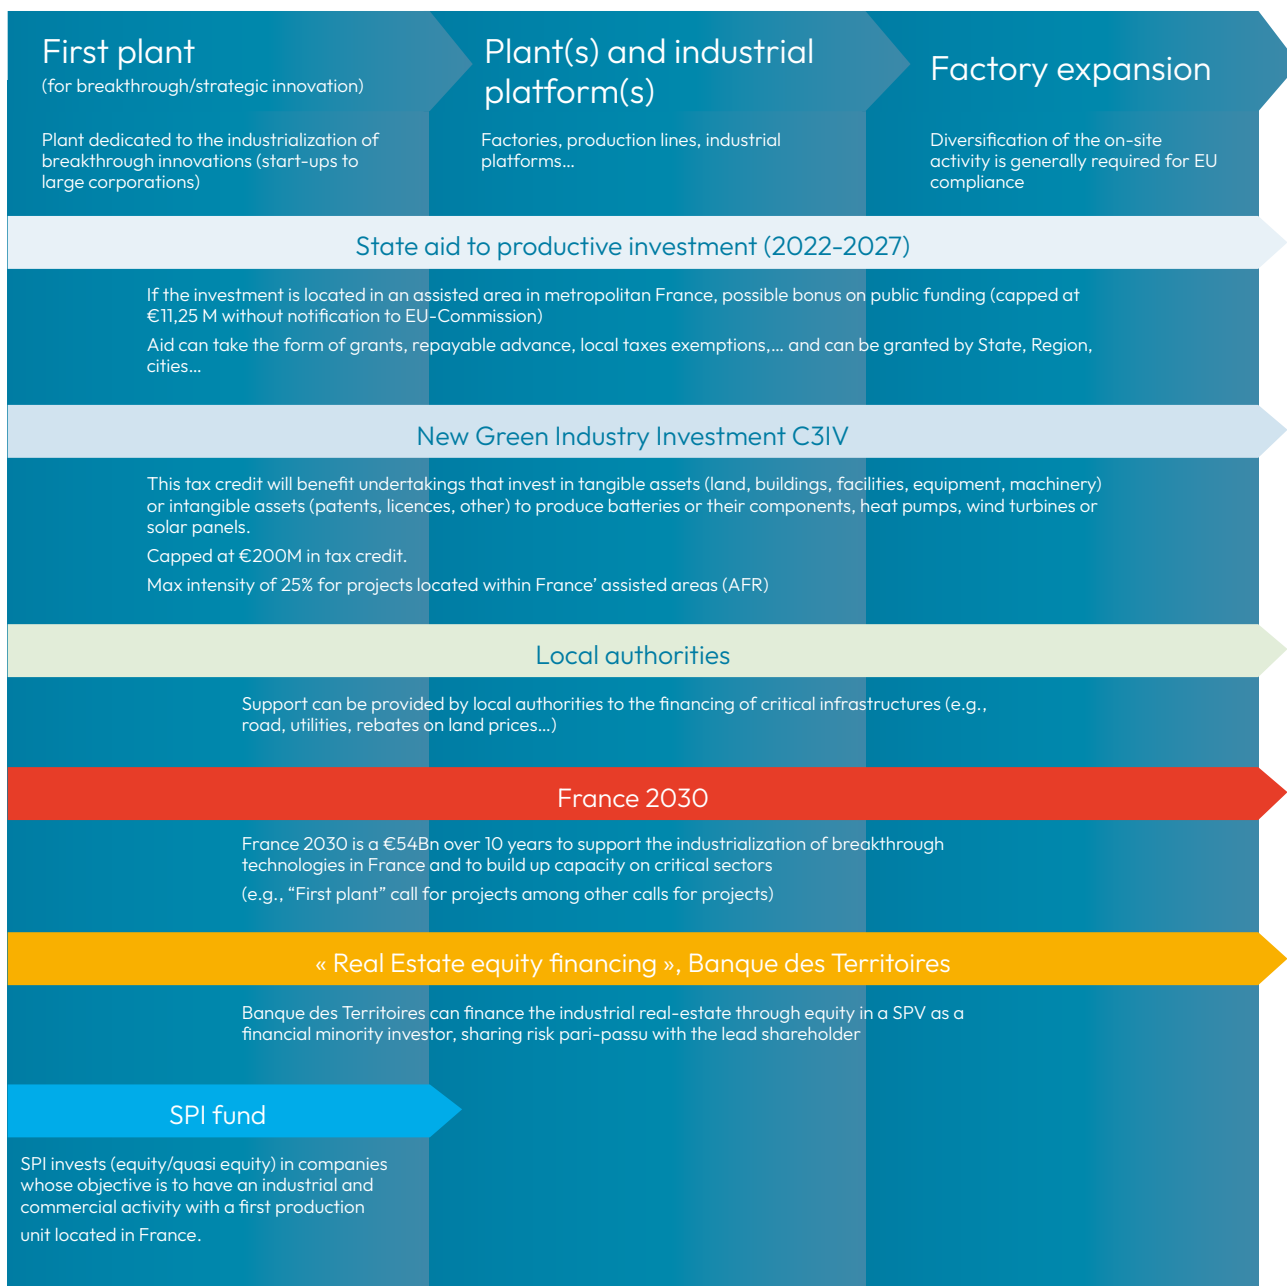 First plant
(for breakthrough/strategic innovation)
Plant dedicated to the industrialization of
breakthrough innovations (start-ups to
large corporations)
Plant(s) and industrial
platform(s)
Factories, production lines, industrial
platforms...
Factory expansion
Diversification of the on-site
activity is generally required for EU
compliance
State aid to productive investment (2022-2027)
If the investment is located in an assisted area in metropolitan France, possible bonus on public funding (capped at
€11,25 M without notification to EU-Commission)
Aid can take the form of grants, repayable advance, local taxes exemptions,... and can be granted by State, Region,
cities...
New Green Industry Investment C3IV
This tax credit will benefit undertakings that invest in tangible assets (land, buildings, facilities, equipment, machinery)
or intangible assets (patents, licences, other) to produce batteries or their components, heat pumps, wind turbines or
solar panels.
Capped at €200M in tax credit.
Max intensity of 25% for projects located within France’ assisted areas (AFR)
Local authorities
Support can be provided by local authorities to the financing of critical infrastructures (e.g.,
road, utilities, rebates on land prices...)
France 2030
France 2030 is a €54Bn over 10 years to support the industrialization of breakthrough
technologies in France and to build up capacity on critical sectors
(e.g., “First plant” call for projects among other calls for projects)
« Real Estate equity financing », Banque des Territoires
Banque des Territoires can finance the industrial real-estate through equity in a SPV as a
financial minority investor, sharing risk pari-passu with the lead shareholder
SPI fund
SPI invests (equity/quasi equity) in companies
whose objective is to have an industrial and
commercial activity with a first production
unit located in France.